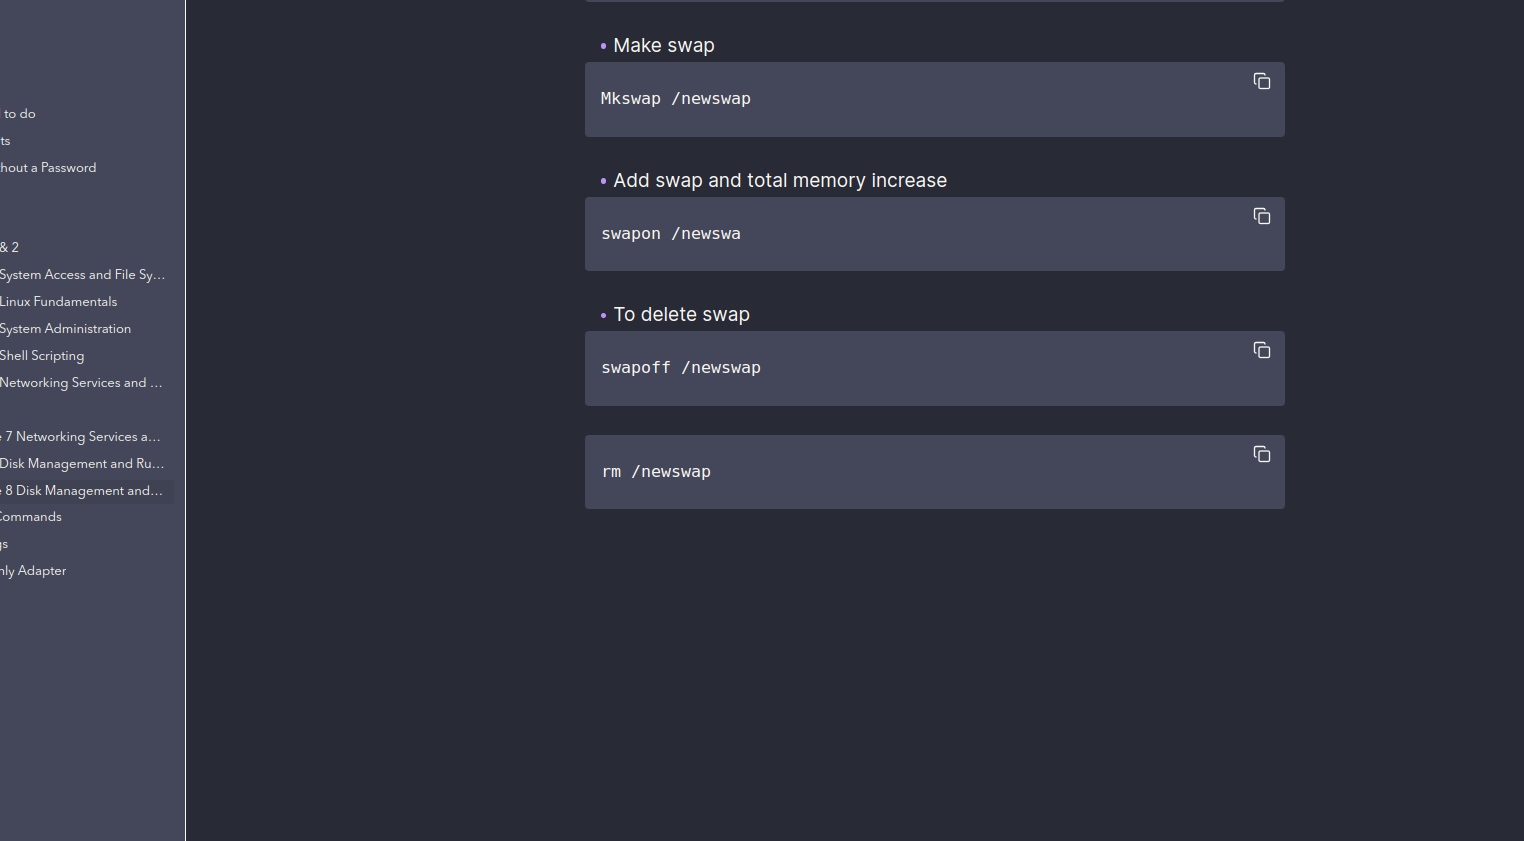 to do
ts
hout a Password
& 2
System Access and File Sy...
Linux Fundamentals
System Administration
Shell Scripting
Networking Services and ...
e 7 Networking Services a...
Disk Management and Ru...
e 8 Disk Management and...
Commands
gs
nly Adapter
• Make swap
Mkswap /newswap
• Add swap and total memory increase
swapon /newswa
• To delete swap
swapoff /newswap
rm /newswap